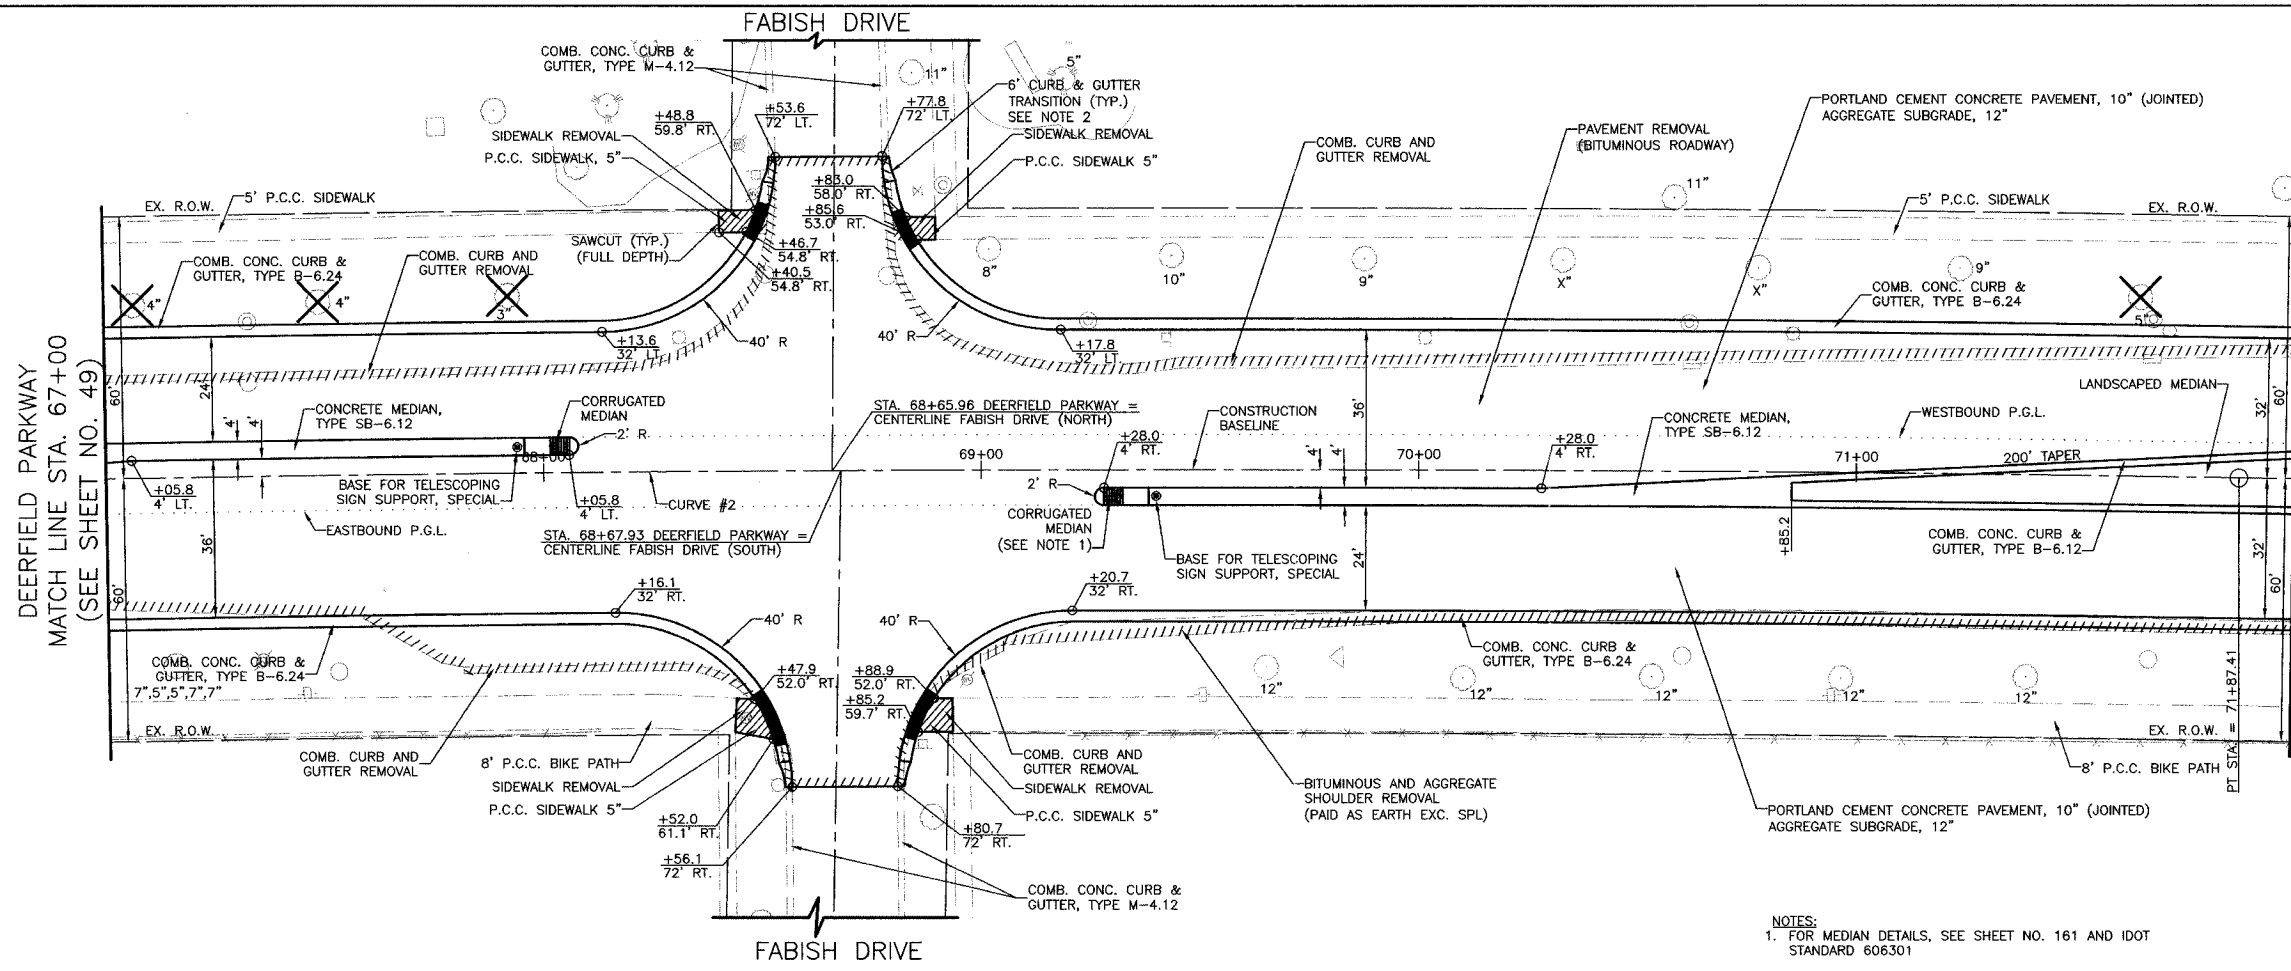 FABISH DRIVE
COMB. CONC. CURB &
GUTTER, TYPE M-4.12
11"
5"
6' CURB & GUTTER
TRANSITION (TYP.)
SEE NOTE 2
+48.8
59.8' RT.
+53.6
72' LT.
+77.8
72' LT.
SIDEWALK REMOVAL
P.C.C. SIDEWALK, 5"
SIDEWALK REMOVAL
P.C.C. SIDEWALK 5"
COMB. CURB AND
GUTTER REMOVAL
PAVEMENT REMOVAL
(BITUMINOUS ROADWAY)
PORTLAND CEMENT CONCRETE PAVEMENT, 10" (JOINTED)
AGGREGATE SUBGRADE, 12"
+83.0
58.0' RT.
+85.6
53.0' RT.
11"
EX. R.O.W.
5' P.C.C. SIDEWALK
5' P.C.C. SIDEWALK
EX. R.O.W.
SAWCUT (TYP.)
(FULL DEPTH)
+46.7
54.8' RT.
+40.5
54.8' RT.
COMB. CONC. CURB &
GUTTER, TYPE B-6.24
COMB. CURB AND
GUTTER REMOVAL
4"
4"
3"
8"
10"
9"
X"
X"
9"
5"
COMB. CONC. CURB &
GUTTER, TYPE B-6.24
+13.6
32' LT.
40' R
40' R
+17.8
32' LT.
DEERFIELD PARKWAY
MATCH LINE STA. 67+00
(SEE SHEET NO. 49)
60'
24'
4'
4'
CONCRETE MEDIAN,
TYPE SB-6.12
CORRUGATED
MEDIAN
2' R
STA. 68+65.96 DEERFIELD PARKWAY =
CENTERLINE FABISH DRIVE (NORTH)
CONSTRUCTION
BASELINE
36'
CONCRETE MEDIAN,
TYPE SB-6.12
LANDSCAPED MEDIAN
WESTBOUND P.G.L.
32'
60'
68+00
69+00
70+00
71+00
200' TAPER
+28.0
4' RT.
+28.0
4' RT.
4'
4'
+05.8
4' LT.
BASE FOR TELESCOPING
SIGN SUPPORT, SPECIAL
+05.8
4' LT.
CURVE #2
2' R
EASTBOUND P.G.L.
36'
STA. 68+67.93 DEERFIELD PARKWAY =
CENTERLINE FABISH DRIVE (SOUTH)
CORRUGATED
MEDIAN
(SEE NOTE 1)
BASE FOR TELESCOPING
SIGN SUPPORT, SPECIAL
24'
+85.2
COMB. CONC. CURB &
GUTTER, TYPE B-6.12
32'
60'
60'
+16.1
32' RT.
+20.7
32' RT.
40' R
40' R
COMB. CONC. CURB &
GUTTER, TYPE B-6.24
7",5",5",7",7"
COMB. CONC. CURB &
GUTTER, TYPE B-6.24
+47.9
52.0' RT.
+88.9
52.0' RT.
+85.2
59.7' RT.
12"
12"
12"
12"
12"
PT STA. = 71+87.41
EX. R.O.W.
EX. R.O.W.
COMB. CURB AND
GUTTER REMOVAL
8' P.C.C. BIKE PATH
SIDEWALK REMOVAL
P.C.C. SIDEWALK 5"
COMB. CURB AND
GUTTER REMOVAL
SIDEWALK REMOVAL
P.C.C. SIDEWALK 5"
BITUMINOUS AND AGGREGATE
SHOULDER REMOVAL
(PAID AS EARTH EXC. SPL)
8' P.C.C. BIKE PATH
PORTLAND CEMENT CONCRETE PAVEMENT, 10" (JOINTED)
AGGREGATE SUBGRADE, 12"
+52.0
61.1' RT.
+56.1
72' RT.
+80.7
72' RT.
COMB. CONC. CURB &
GUTTER, TYPE M-4.12
FABISH DRIVE
NOTES:
1. FOR MEDIAN DETAILS, SEE SHEET NO. 161 AND IDOT
STANDARD 606301